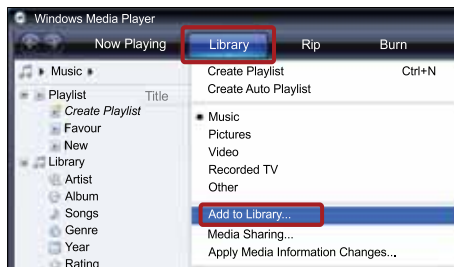 Windows Media Player
Now Playing Library Rip Burn
Music
Playlist Title
Create Playlist
Favour
New
Library
Artist
Album
Songs
Genre
Year
Rating
Create Playlist Ctrl+N
Create Auto Playlist
Music
Pictures
Video
Recorded TV
Other
Add to Library...
Media Sharing...
Apply Media Information Changes...